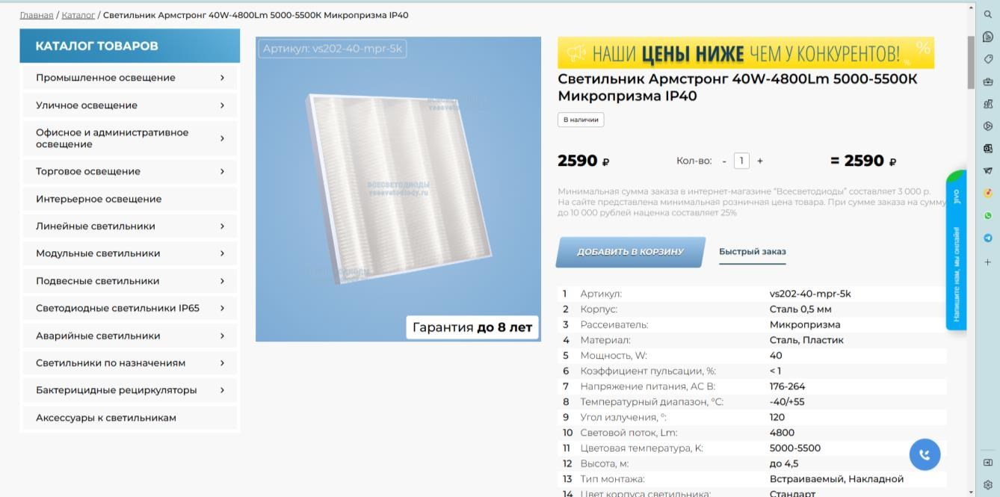 Главная / Каталог / Светильник Армстронг 40W-4800Lm 5000-5500К Микропризма IP40
КАТАЛОГ ТОВАРОВ
Промышленное освещение
Уличное освещение
Офисное и административное
освещение
Торговое освещение
Интерьерное освещение
Линейные светильники
Модульные светильники
Подвесные светильники
Светодиодные светильники IP65
Аварийные светильники
Светильники по назначениям
Бактерицидные рециркуляторы
Аксессуары к светильникам
Артикул: vs202-40-mpr-5k
ВСЕСВЕТОДИОДЫ
vsesvetodiody.ru
Гарантия до 8 лет
НАШИ ЦЕНЫ НИЖЕ ЧЕМ У КОНКУРЕНТОВ! % %
Светильник Армстронг 40W-4800Lm 5000-5500К
Микропризма IP40
В наличии
2590 ₽ Кол-во: - 1 + = 2590 ₽
Минимальная сумма заказа в интернет-магазине "Всесветодиоды" составляет 3 000 р.
На сайте представлена минимальная розничная цена товара. При сумме заказа на сумму
до 10 000 рублей наценка составляет 25%
ДОБАВИТЬ В КОРЗИНУ Быстрый заказ
1 Артикул: vs202-40-mpr-5k
2 Корпус: Сталь 0,5 мм
3 Рассеиватель: Микропризма
4 Материал: Сталь, Пластик
5 Мощность, W: 40
6 Коэффициент пульсации, %: < 1
7 Напряжение питания, АС В: 176-264
8 Температурный диапазон, °С: -40/+55
9 Угол излучения, °: 120
10 Световой поток, Lm: 4800
11 Цветовая температура, К: 5000-5500
12 Высота, м: до 4,5
13 Тип монтажа: Встраиваемый, Накладной
14 Цвет корпуса светильника: Стандарт
Напишите нам, мы онлайн! jivo